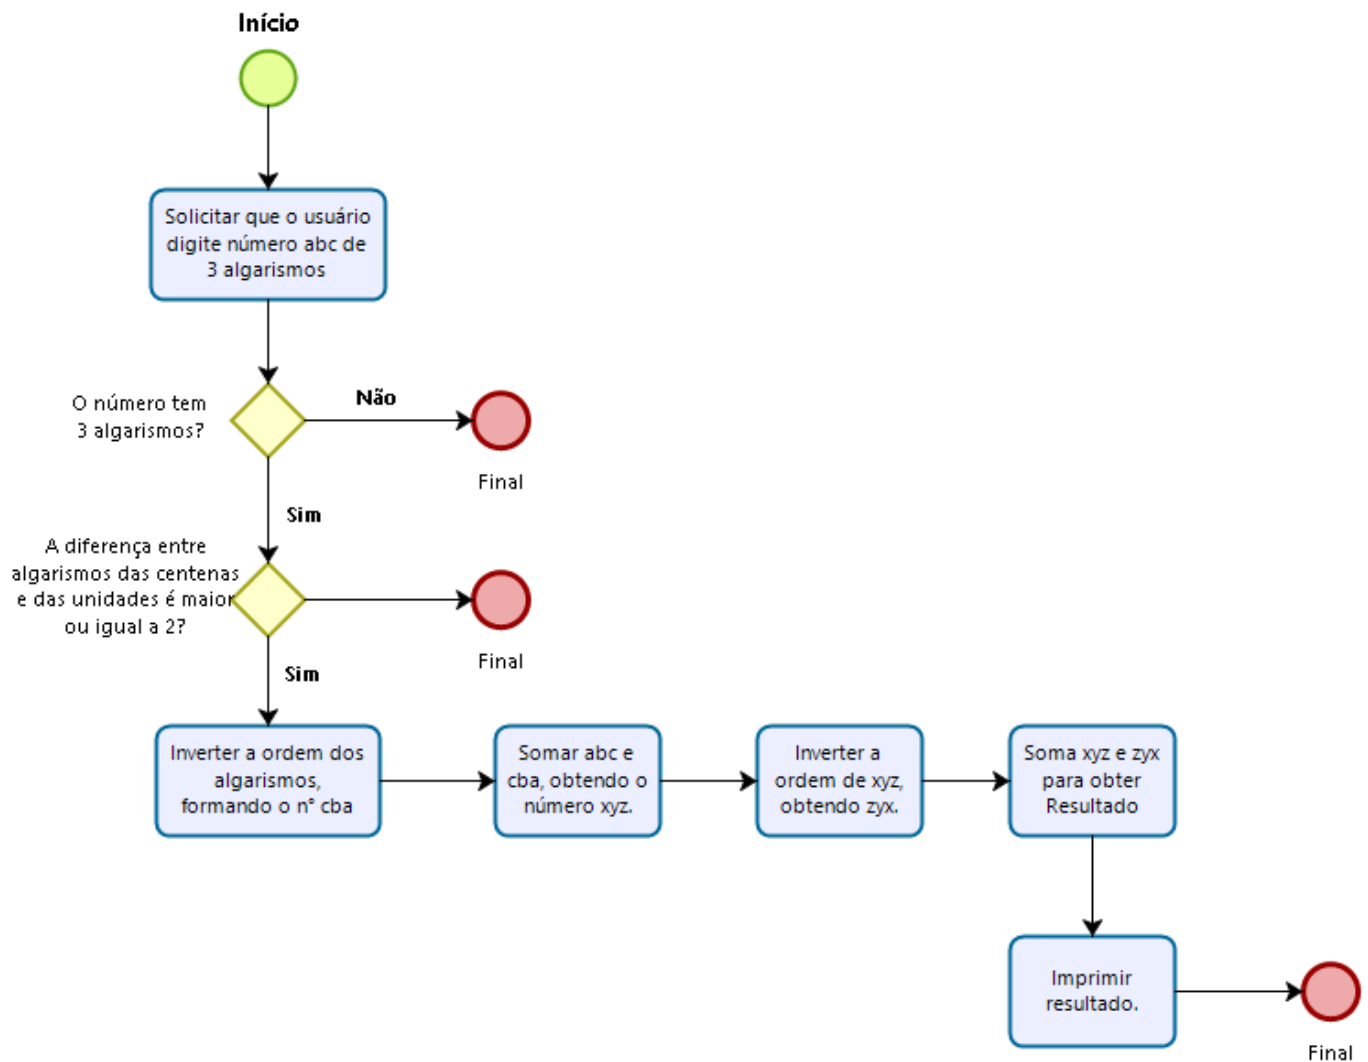 Início
Solicitar que o usuário
digite número abc de
3 algarismos
O número tem
3 algarismos?
Não
Final
Sim
A diferença entre
algarismos das centenas
e das unidades é maior
ou igual a 2?
Final
Sim
Inverter a ordem dos
algarismos,
formando o n° cba
Somar abc e
cba, obtendo o
número xyz.
Inverter a
ordem de xyz,
obtendo zyx.
Soma xyz e zyx
para obter
Resultado
Imprimir
resultado.
Final